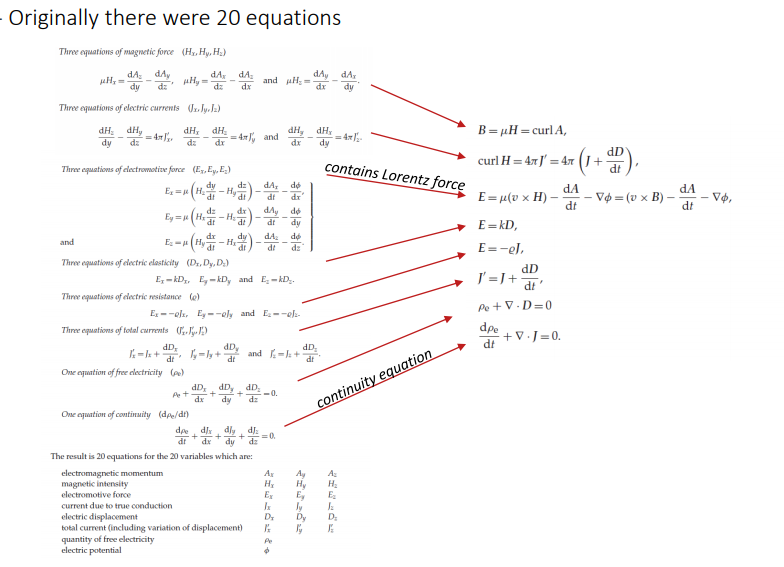 - Originally there were 20 equations
Three equations of magnetic force (Hx, Hy, Hz)
μHx = dAz/dy − dAy/dz, μHy = dAx/dz − dAz/dx and μHz = dAy/dx − dAx/dy.
Three equations of electric currents (Jx, Jy, Jz)
dHz/dy − dHy/dz = 4πJ′x, dHx/dz − dHz/dx = 4πJ′y and dHy/dx − dHx/dy = 4πJ′z.
Three equations of electromotive force (Ex, Ey, Ez)
Ex = μ(Hz dy/dt − Hy dz/dt) − dAx/dt − dϕ/dx,
Ey = μ(Hx dz/dt − Hz dx/dt) − dAy/dt − dϕ/dy
and Ez = μ(Hy dx/dt − Hx dy/dt) − dAz/dt − dϕ/dz.
Three equations of electric elasticity (Dx, Dy, Dz)
Ex = kDx, Ey = kDy and Ez = kDz.
Three equations of electric resistance (ϱ)
Ex = −ϱJx, Ey = −ϱJy and Ez = −ϱJz.
Three equations of total currents (J′x, J′y, J′z)
J′x = Jx + dDx/dt, J′y = Jy + dDy/dt and J′z = Jz + dDz/dt.
One equation of free electricity (ρe)
ρe + dDx/dx + dDy/dy + dDz/dz = 0.
One equation of continuity (dρe/dt)
dρe/dt + dJx/dx + dJy/dy + dJz/dz = 0.
The result is 20 equations for the 20 variables which are:
electromagnetic momentum Ax Ay Az
magnetic intensity Hx Hy Hz
electromotive force Ex Ey Ez
current due to true conduction Jx Jy Jz
electric displacement Dx Dy Dz
total current (including variation of displacement) J′x J′y J′z
quantity of free electricity ρe
electric potential ϕ
contains Lorentz force
continuity equation
B = μH = curl A,
curl H = 4πJ′ = 4π(J + dD/dt),
E = μ(v × H) − dA/dt − ∇ϕ = (v × B) − dA/dt − ∇ϕ,
E = kD,
E = −ϱJ,
J′ = J + dD/dt,
ρe + ∇ · D = 0
dρe/dt + ∇ · J = 0.